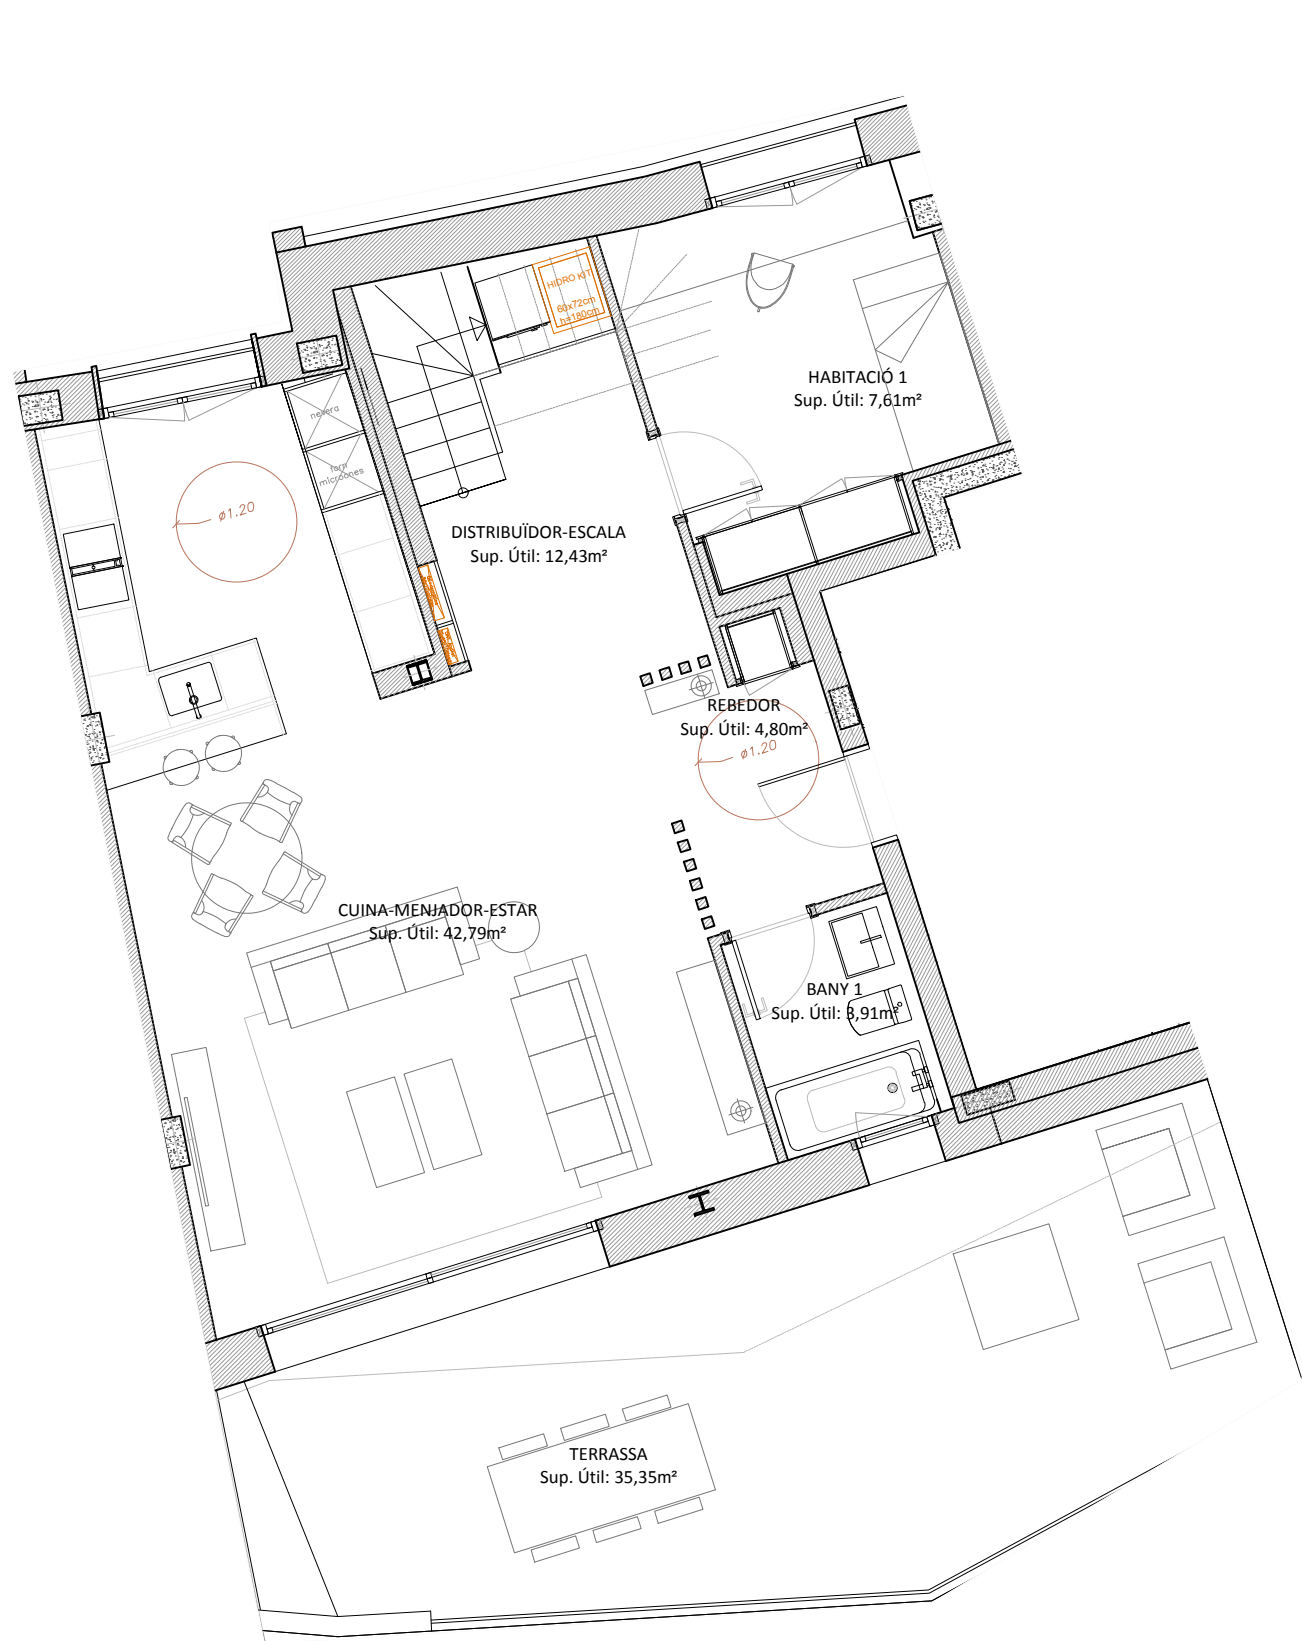 HIDRO KIT
60x72cm
h=180cm
HABITACIÓ 1
Sup. Útil: 7,61m²
nevera
forn
microones
ø1.20
DISTRIBUÏDOR-ESCALA
Sup. Útil: 12,43m²
REBEDOR
Sup. Útil: 4,80m²
ø1.20
CUINA-MENJADOR-ESTAR
Sup. Útil: 42,79m²
BANY 1
Sup. Útil: 3,91m²
TERRASSA
Sup. Útil: 35,35m²